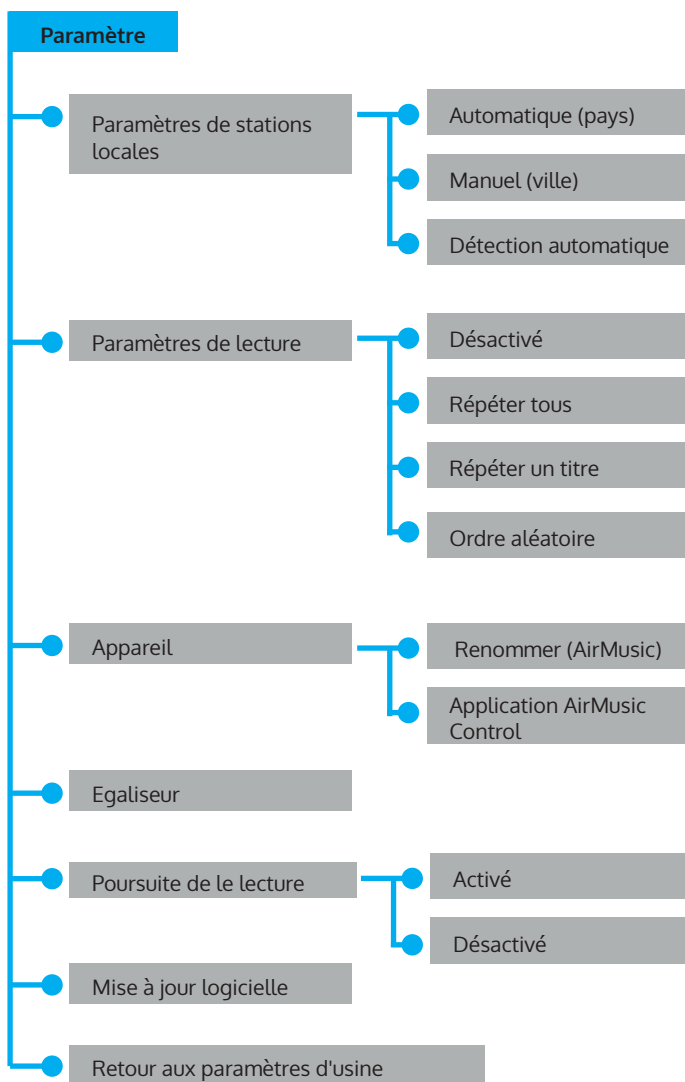 Paramètre
Paramètres de stations
locales
Automatique (pays)
Manuel (ville)
Détection automatique
Paramètres de lecture
Désactivé
Répéter tous
Répéter un titre
Ordre aléatoire
Appareil
Renommer (AirMusic)
Application AirMusic
Control
Egaliseur
Poursuite de le lecture
Activé
Désactivé
Mise à jour logicielle
Retour aux paramètres d'usine